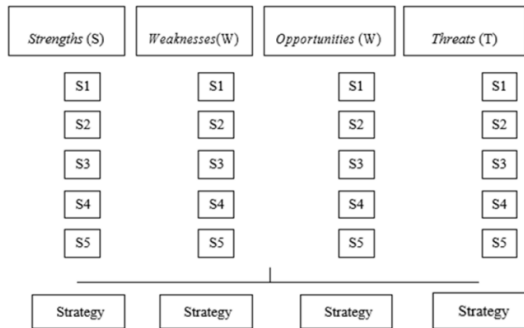 Strengths (S) Weaknesses(W) Opportunities (W) Threats (T)
S1 S1 S1 S1
S2 S2 S2 S2
S3 S3 S3 S3
S4 S4 S4 S4
S5 S5 S5 S5
Strategy Strategy Strategy Strategy